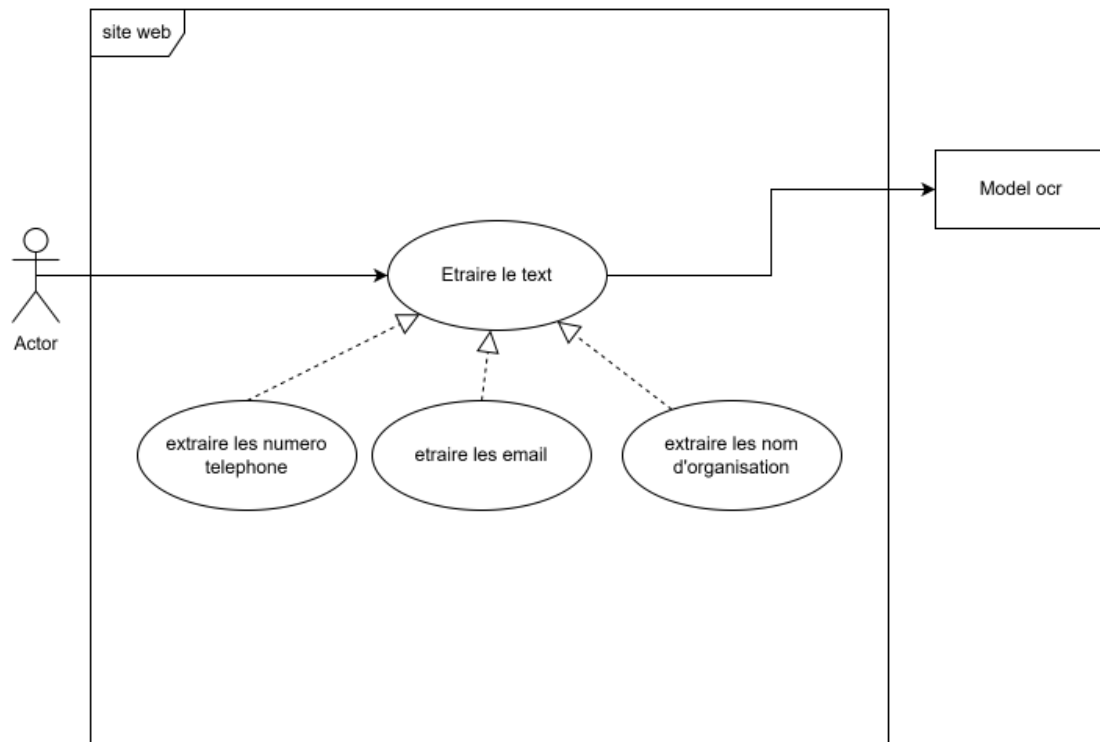 site web
Model ocr
Etraire le text
Actor
extraire les numero
telephone
etraire les email
extraire les nom
d'organisation